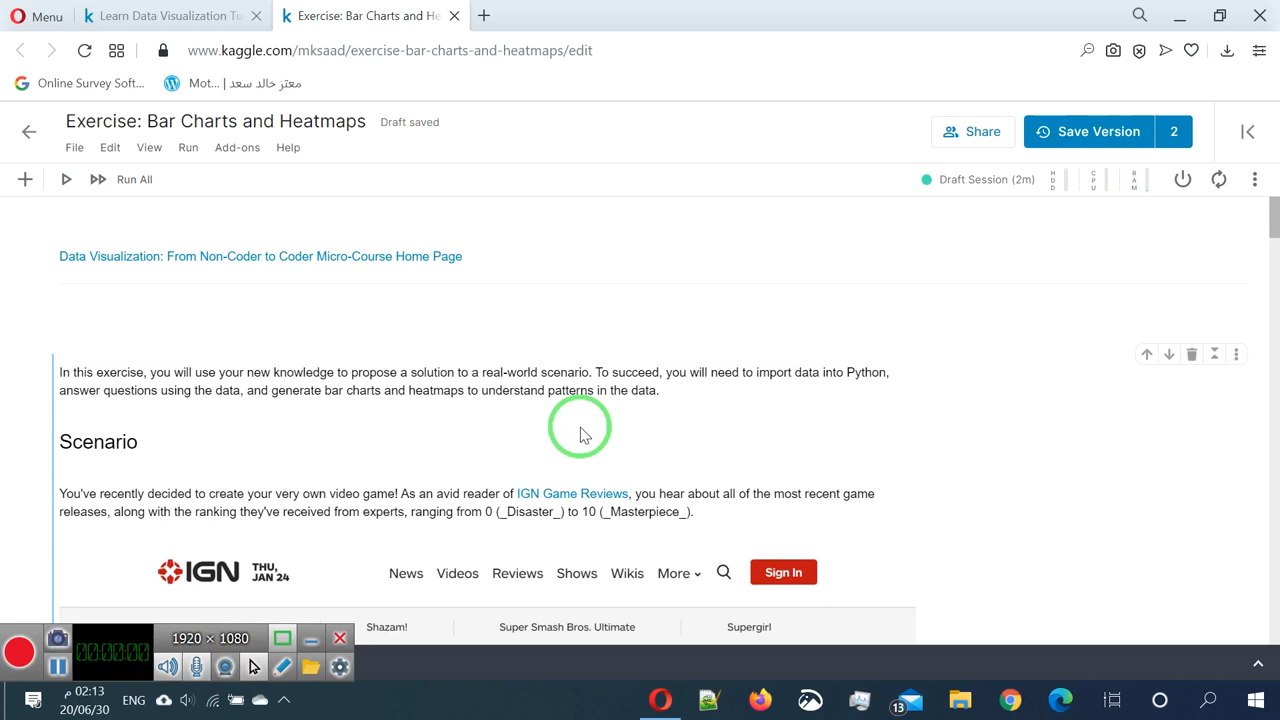 Menu
Learn Data Visualization Tu
Exercise: Bar Charts and He
www.kaggle.com/mksaad/exercise-bar-charts-and-heatmaps/edit
Online Survey Soft...
Mot... | معتز خالد سعد
Exercise: Bar Charts and Heatmaps
Draft saved
Share
Save Version
2
File
Edit
View
Run
Add-ons
Help
Run All
Draft Session (2m)
HDD
CPU
RAM
Data Visualization: From Non-Coder to Coder Micro-Course Home Page
In this exercise, you will use your new knowledge to propose a solution to a real-world scenario. To succeed, you will need to import data into Python,
answer questions using the data, and generate bar charts and heatmaps to understand patterns in the data.
Scenario
You've recently decided to create your very own video game! As an avid reader of IGN Game Reviews, you hear about all of the most recent game
releases, along with the ranking they've received from experts, ranging from 0 (_Disaster_) to 10 (_Masterpiece_).
IGN
THU,
JAN 24
News
Videos
Reviews
Shows
Wikis
More
Sign In
Shazam!
Super Smash Bros. Ultimate
Supergirl
00:00:00
1920 × 1080
02:13 م
20/06/30
ENG
13